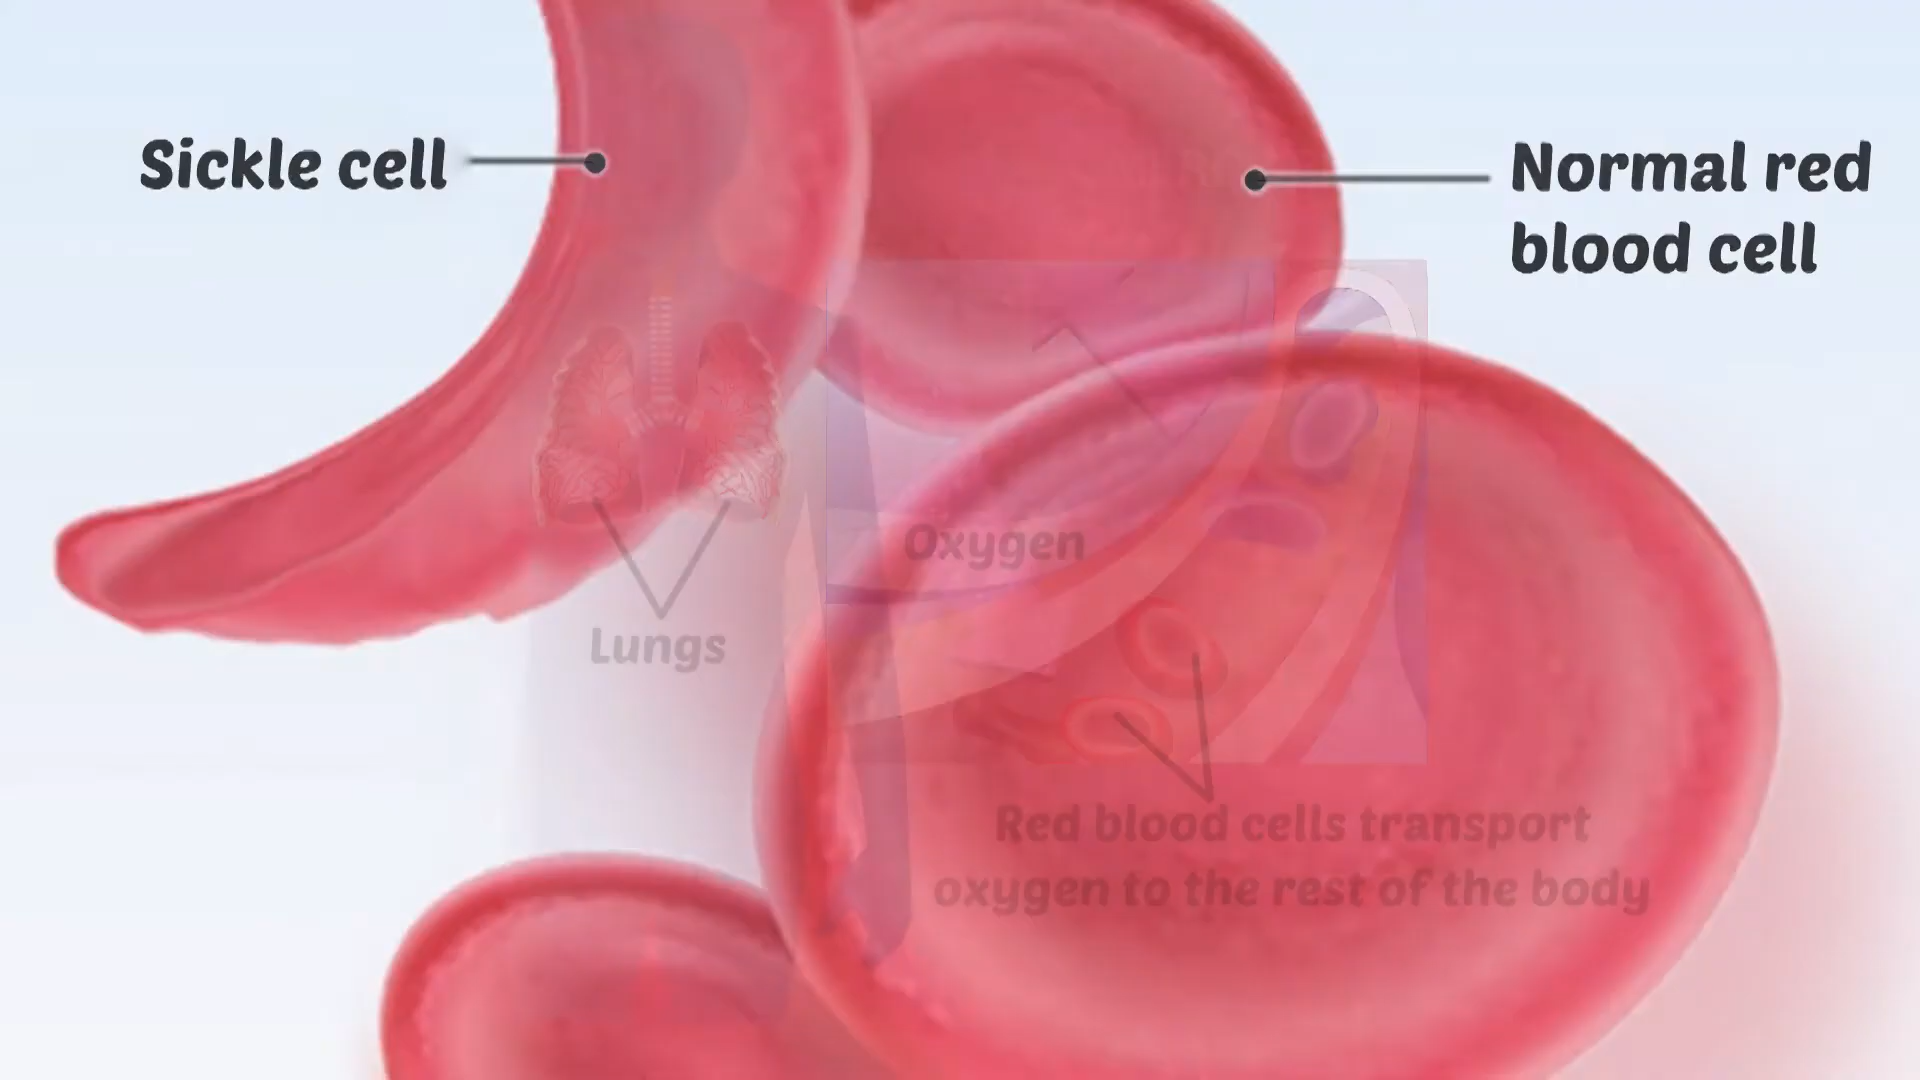 Sickle cell
Normal red
blood cell
Oxygen
Lungs
Red blood cells transport
oxygen to the rest of the body